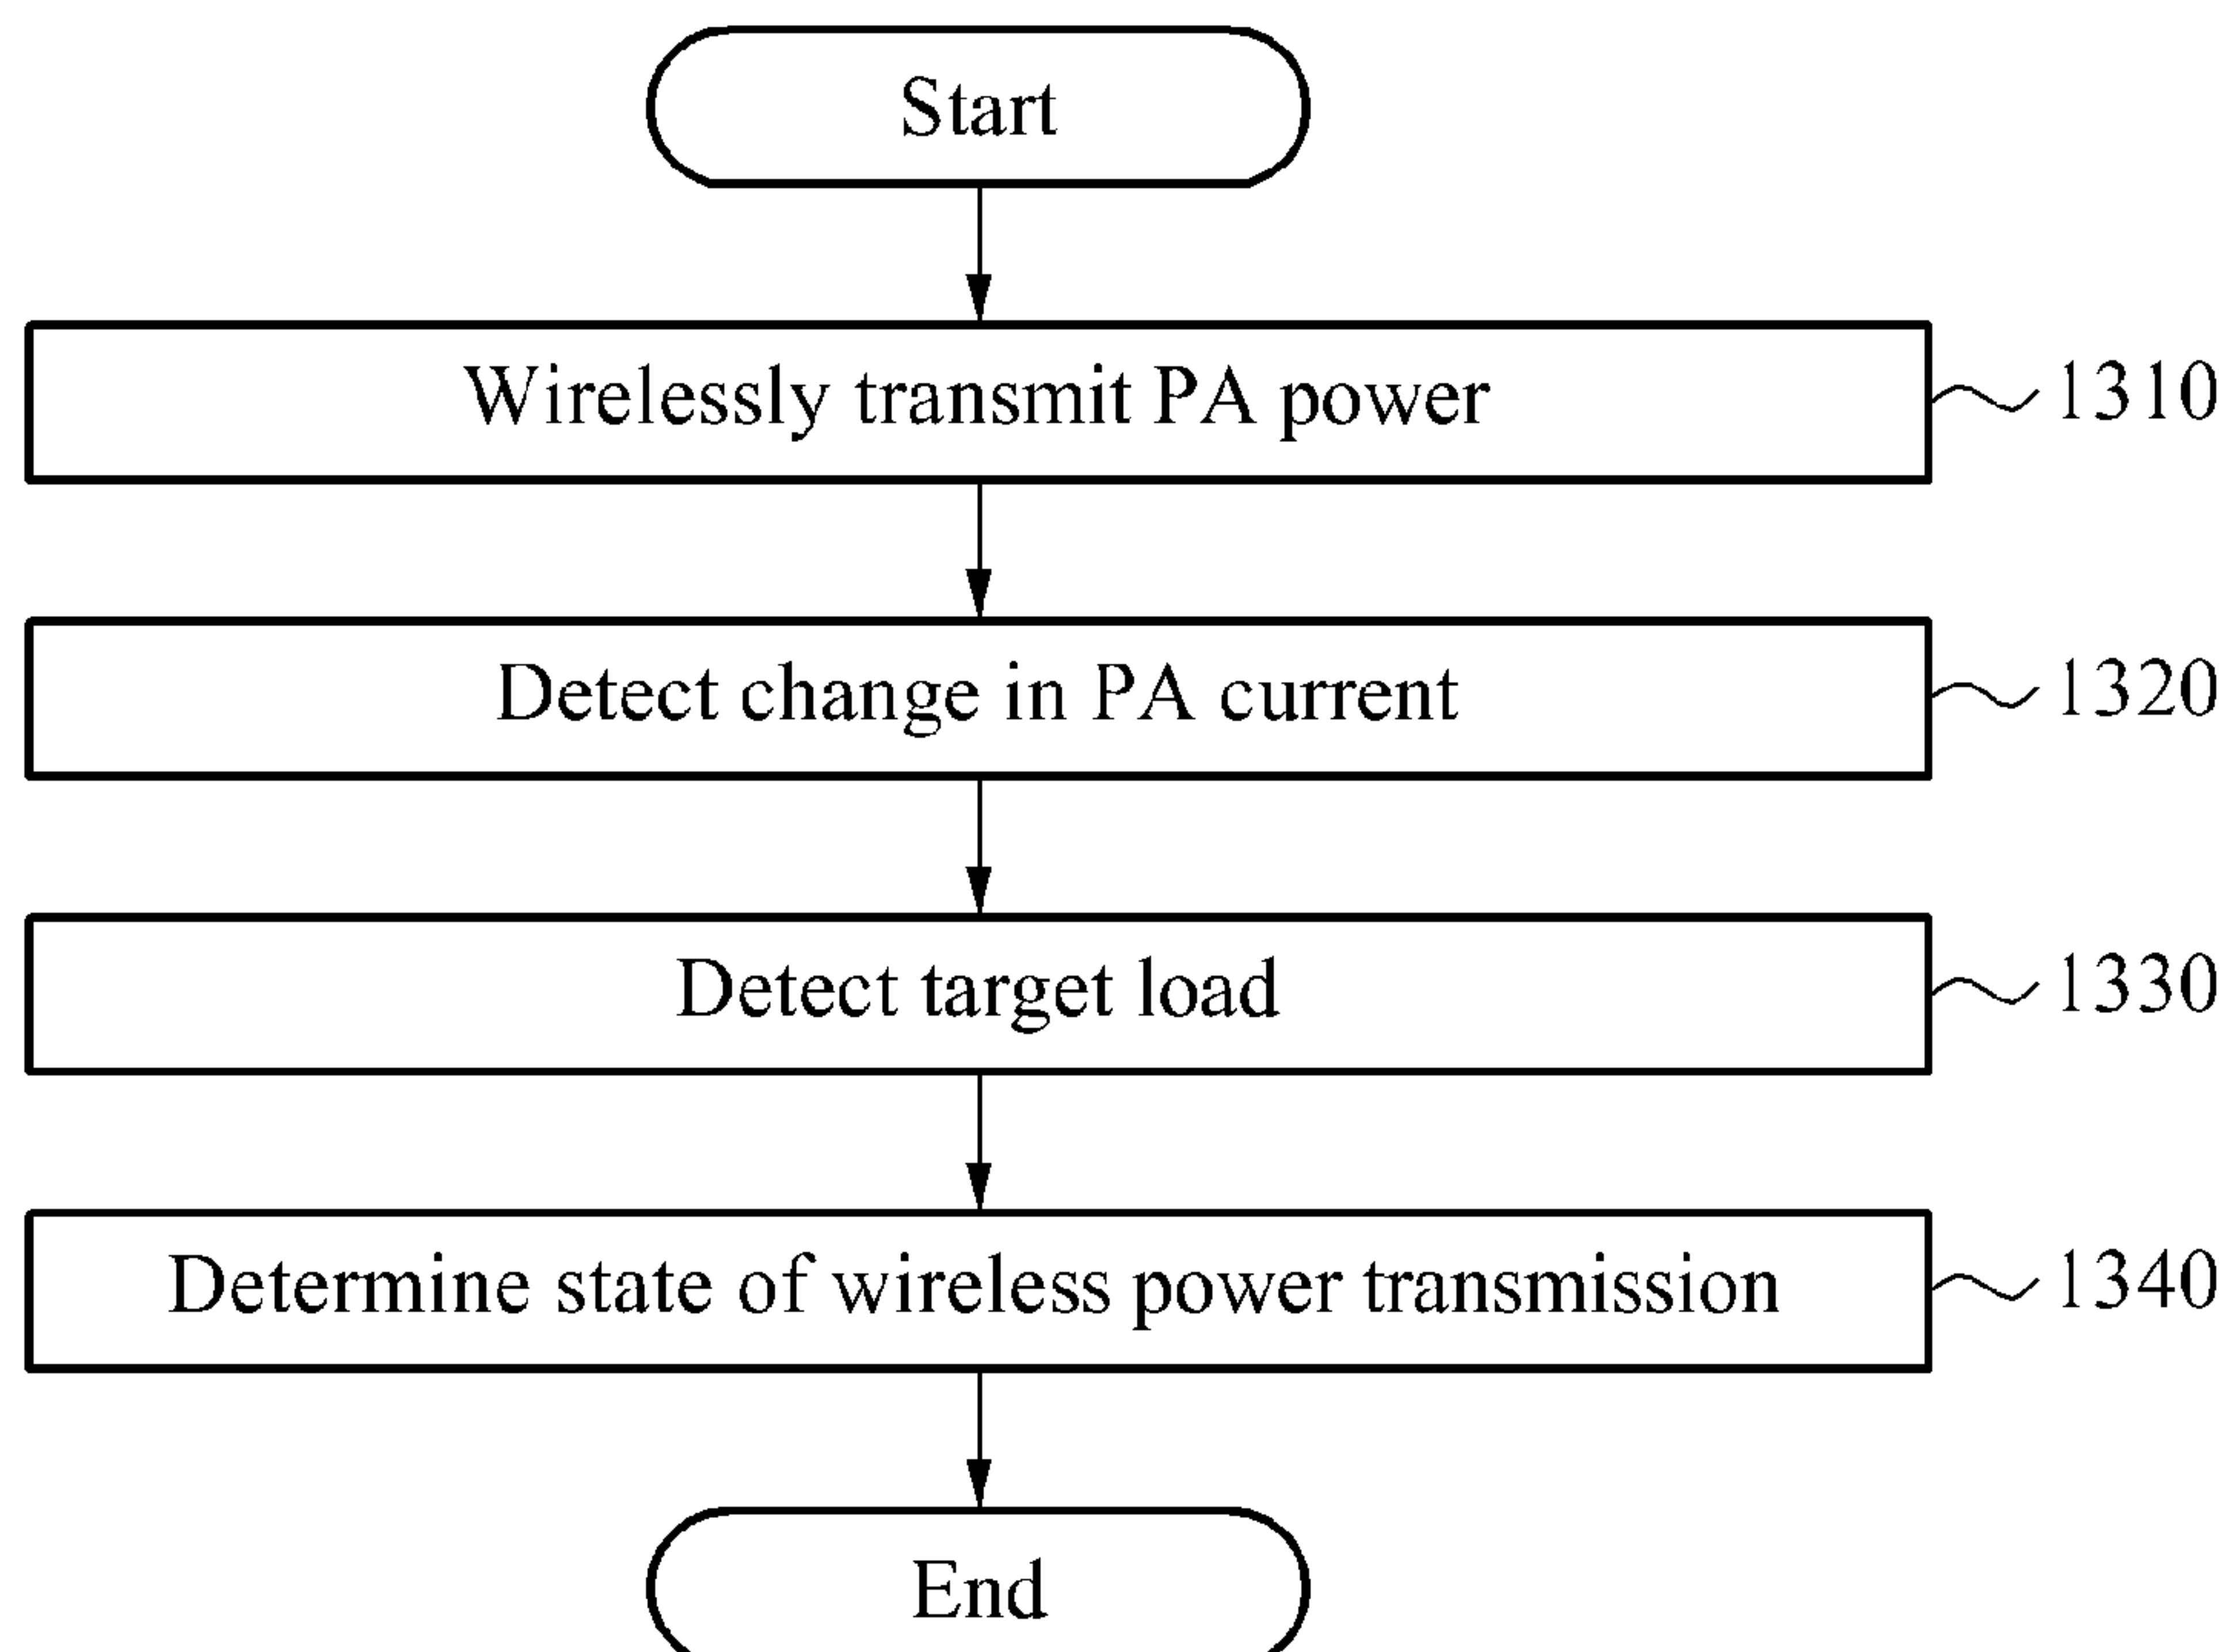 Start
Wirelessly transmit PA power
1310
Detect change in PA current
1320
Detect target load
1330
Determine state of wireless power transmission
1340
End